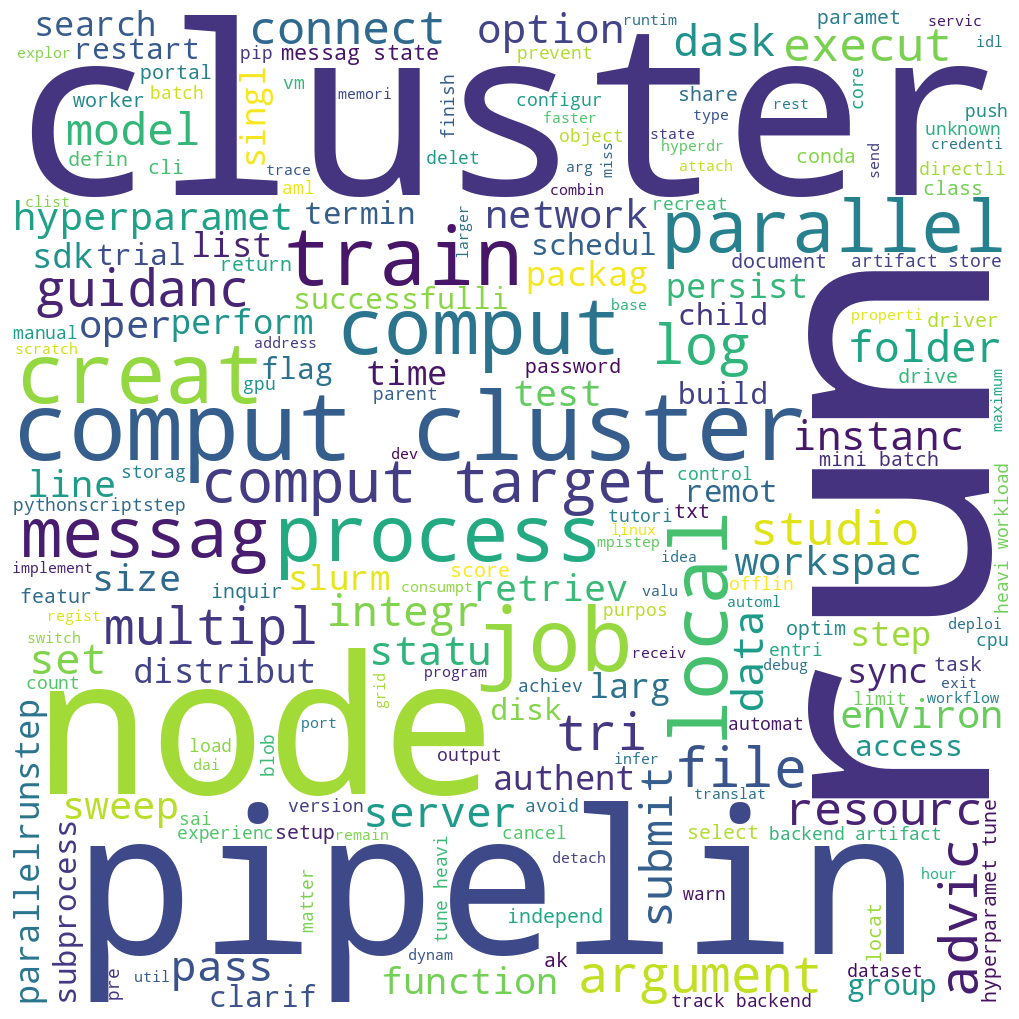 search
connect
option
runtim
paramet
servic
explor
restart
pip
messag state
prevent
dask
execut
idl
cluster
portal
vm
memori
finish
configur
share
rest
core
push
worker
batch
singl
faster
type
model
object
state
unknown
defin
cli
trace
delet
arg
miss
hyperdr
conda
send
credenti
aml
combin
attach
directli
class
clist
hyperparamet
termin
network
recreat
parallel
sdk
trial
list
train
larger
schedul
document
artifact store
return
packag
guidanc
successfulli
base
persist
child
properti
driver
manual
oper
perform
address
comput
log
folder
scratch
creat
gpu
flag
time
password
test
build
drive
maximum
parent
run
comput cluster
dev
instanc
mini batch
line
storag
comput target
control
remot
pythonscriptstep
tutori
txt
messag
process
linux
mpistep
idea
local
studio
workspac
heavi workload
implement
size
slurm
score
retriev
offlin
featur
inquir
consumpt
purpos
valu
automl
regist
multipl
integr
job
data
optim
deploi
cpu
switch
set
distribut
statu
program
receiv
entri
debug
step
sync
task
exit
count
node
grid
achiev
larg
limit
workflow
disk
tri
automat
environ
load
dai
blob
port
output
infer
file
access
authent
translat
parallelrunstep
sweep
sai
version
server
avoid
submit
resourc
experienc
setup
remain
cancel
select
backend artifact
subprocess
pipelin
detach
hour
matter
tune heavi
independ
warn
locat
advic
hyperparamet tune
pre
util
pass
dynam
ak
function
argument
dataset
group
clarif
track backend